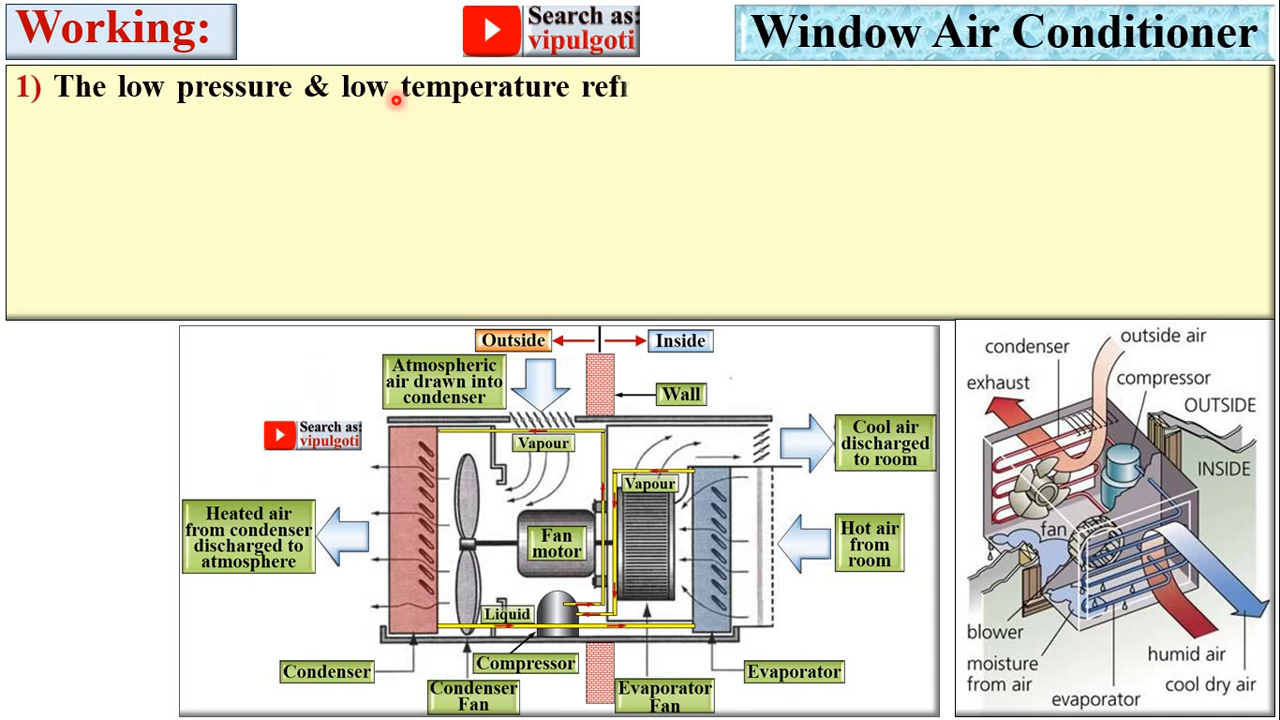 Working:
Search as:
vipulgoti
Window Air Conditioner
1) The low pressure & low temperature ref
Outside
Inside
Atmospheric
air drawn into
condenser
Wall
Search as:
vipulgoti
Vapour
Cool air
discharged
to room
Vapour
Heated air
from condenser
discharged to
atmosphere
Fan
motor
Hot air
from
room
Liquid
Condenser
Compressor
Evaporator
Condenser
Fan
Evaporator
Fan
outside air
condenser
exhaust
compressor
OUTSIDE
INSIDE
fan
blower
moisture
from air
humid air
cool dry air
evaporator